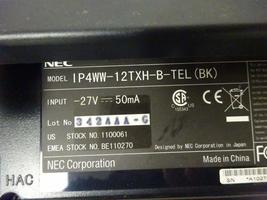 NEC
MODEL IP4WW-12TXH-B-TEL (BK)
INPUT -27V ⎓ 50mA
Lot No 342AAA-G
US STOCK NO. 1100061
EMEA STOCK NO. BE110270
Designed by NEC Corporation in Japan
NEC Corporation
MADE IN CHINA
HAC
SN